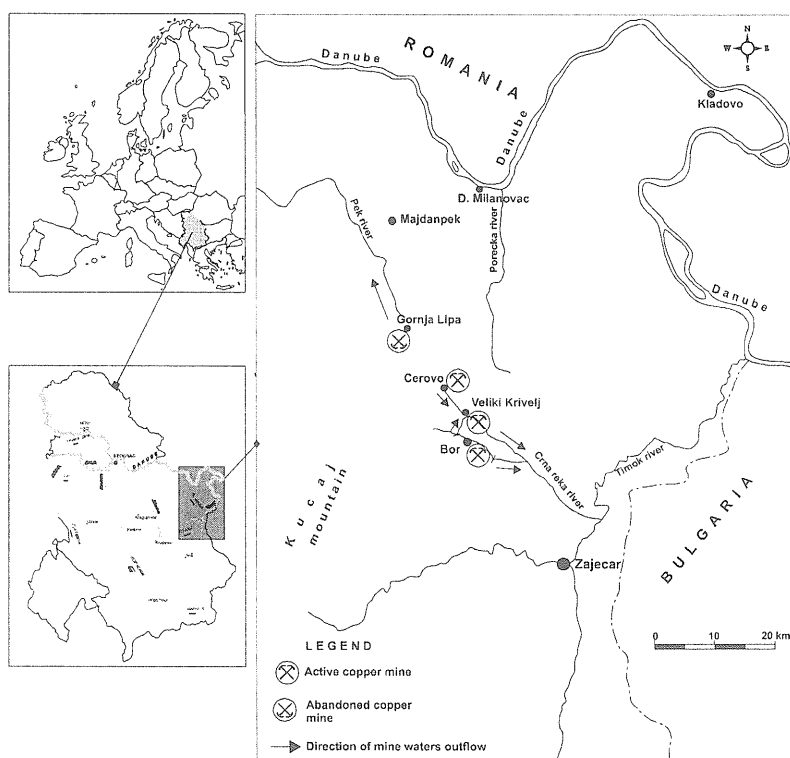 ROMANIA
Danube
N
W E
S
Kladovo
Danube
D. Milanovac
Pek river
Majdanpek
Porecka river
Danube
Gornja Lipa
Cerovo
Veliki Krivelj
Bor
Crna reka river
Timok river
Kucaj
mountain
BULGARIA
Zajecar
0 10 20 km
LEGEND
Active copper mine
Abandoned copper
mine
Direction of mine waters outflow
DANUBE